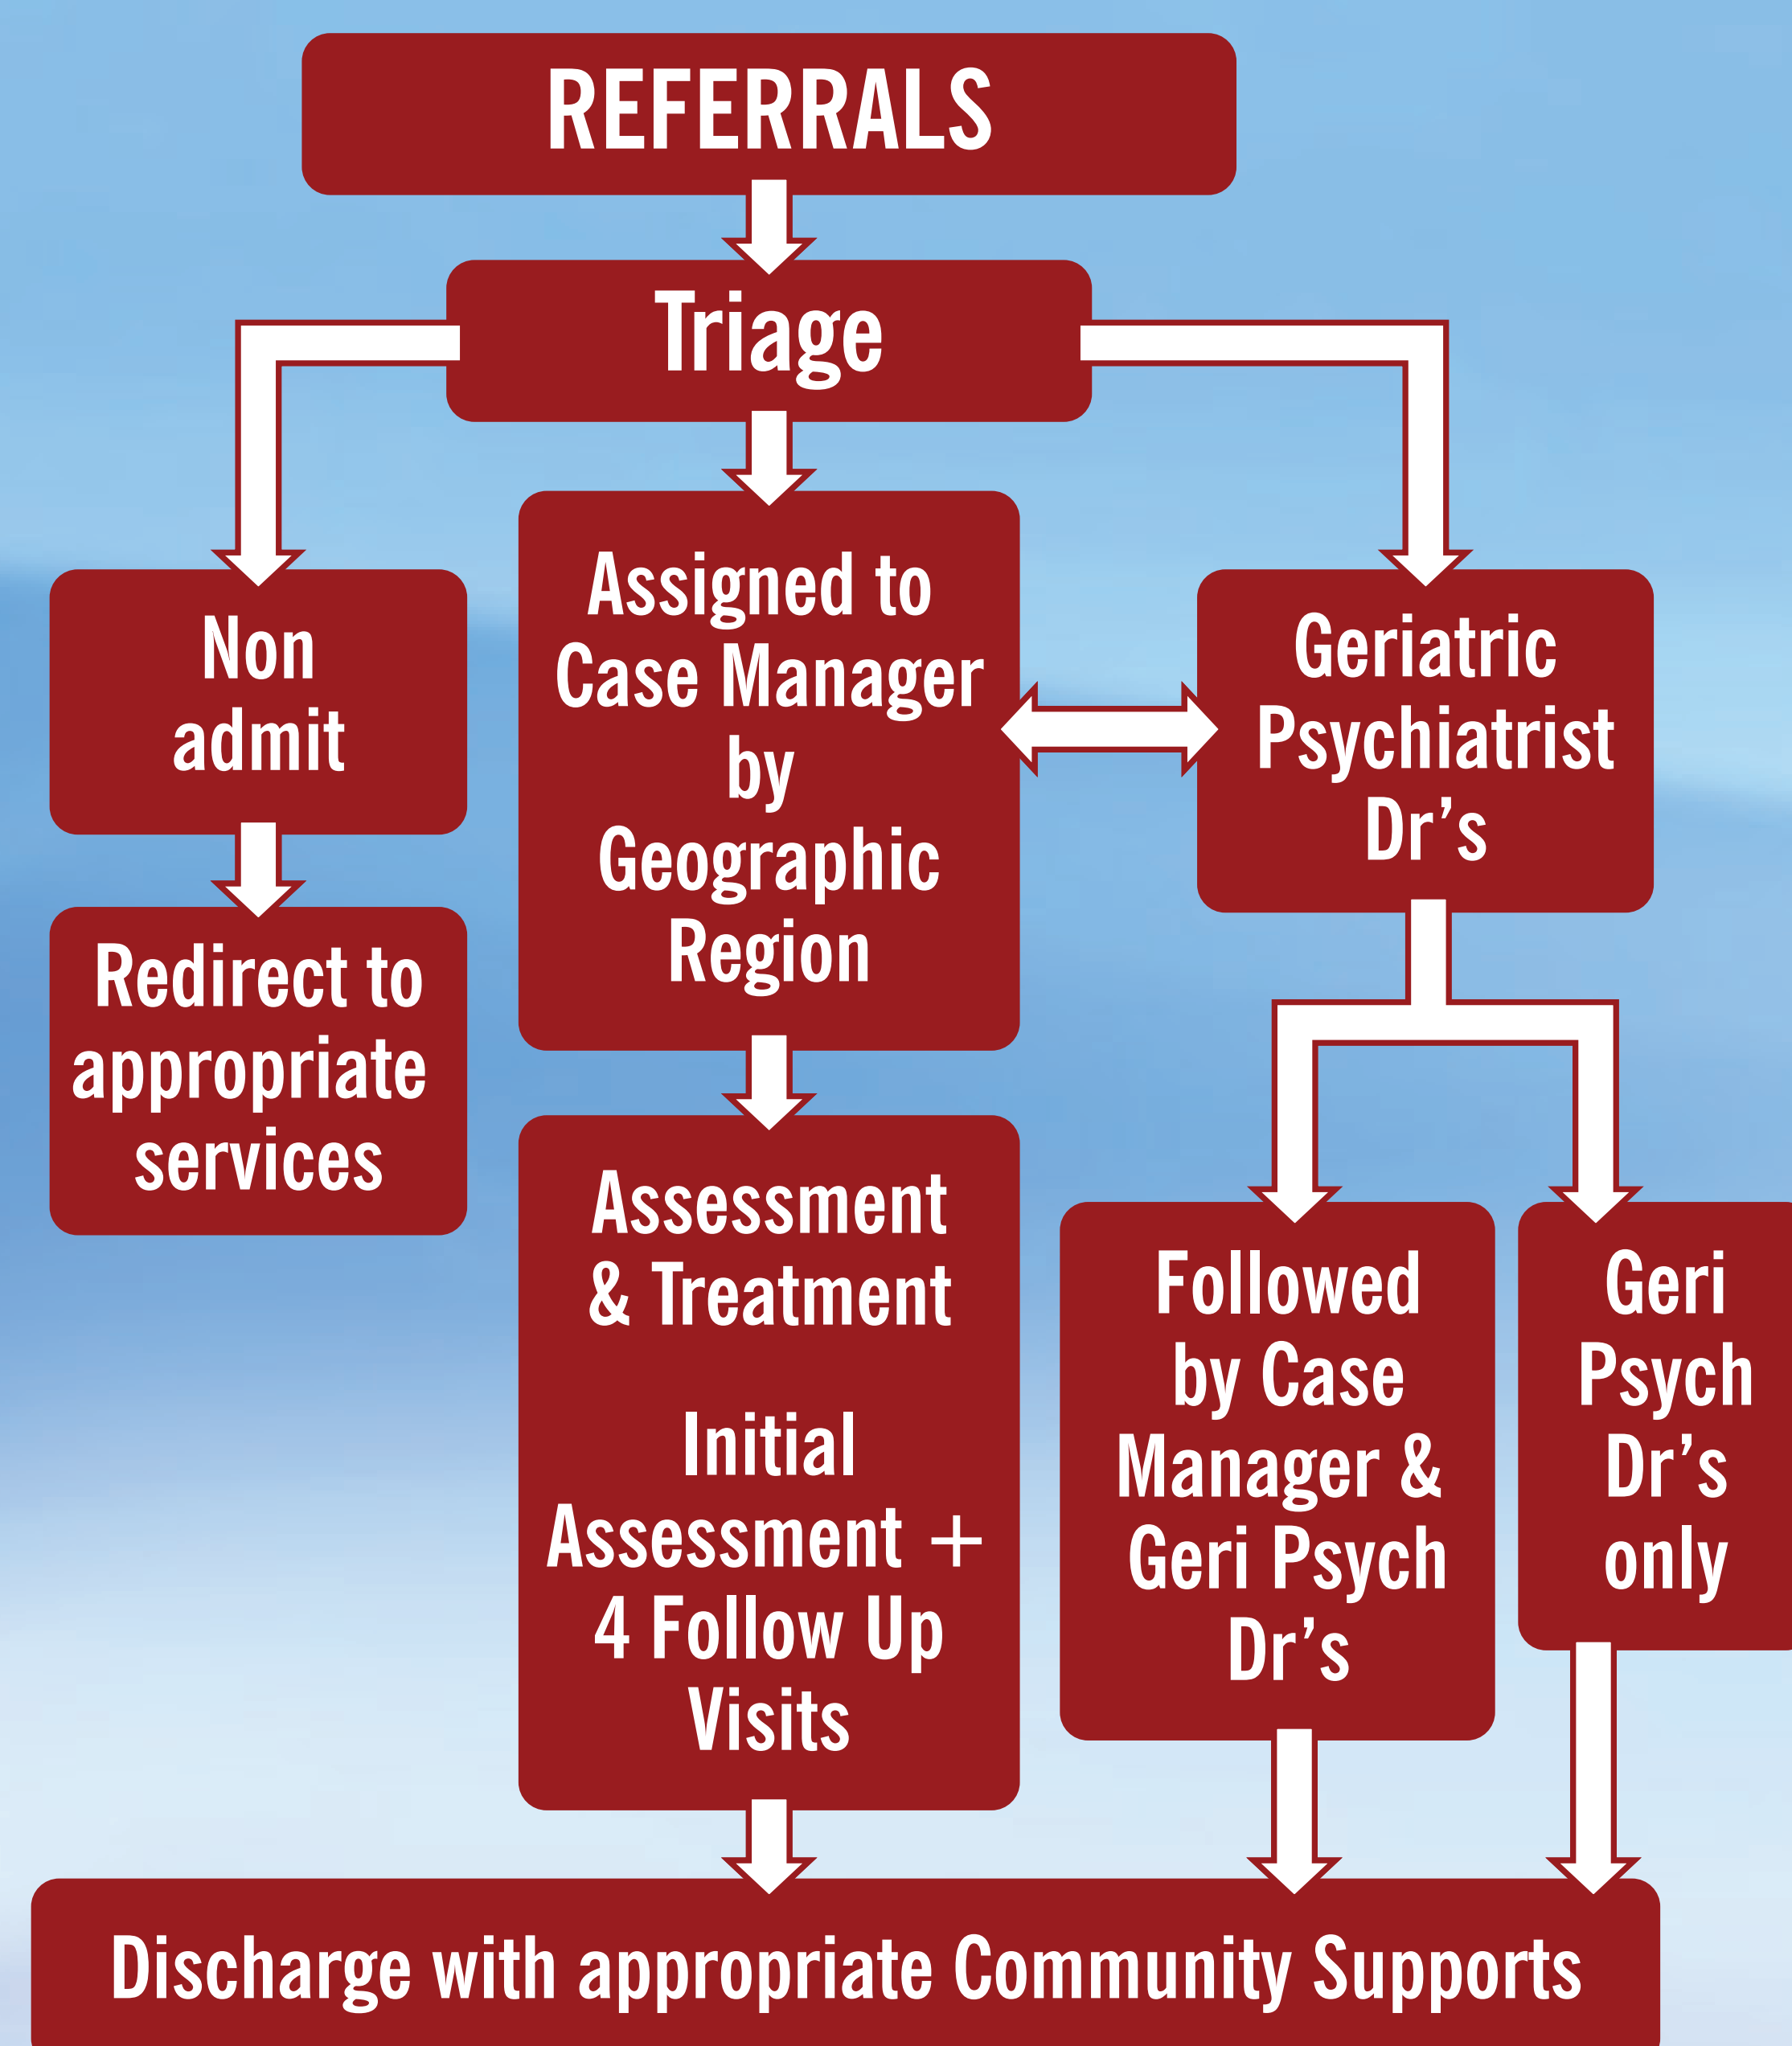 REFERRALS
Triage
Non
admit
Redirect to
appropriate
services
Assigned to
Case Manager
by
Geographic
Region
Assessment
& Treatment
Initial
Assessment +
4 Follow Up
Visits
Geriatric
Psychiatrist
Dr's
Followed
by Case
Manager &
Geri Psych
Dr's
Geri
Psych
Dr's
only
Discharge with appropriate Community Supports